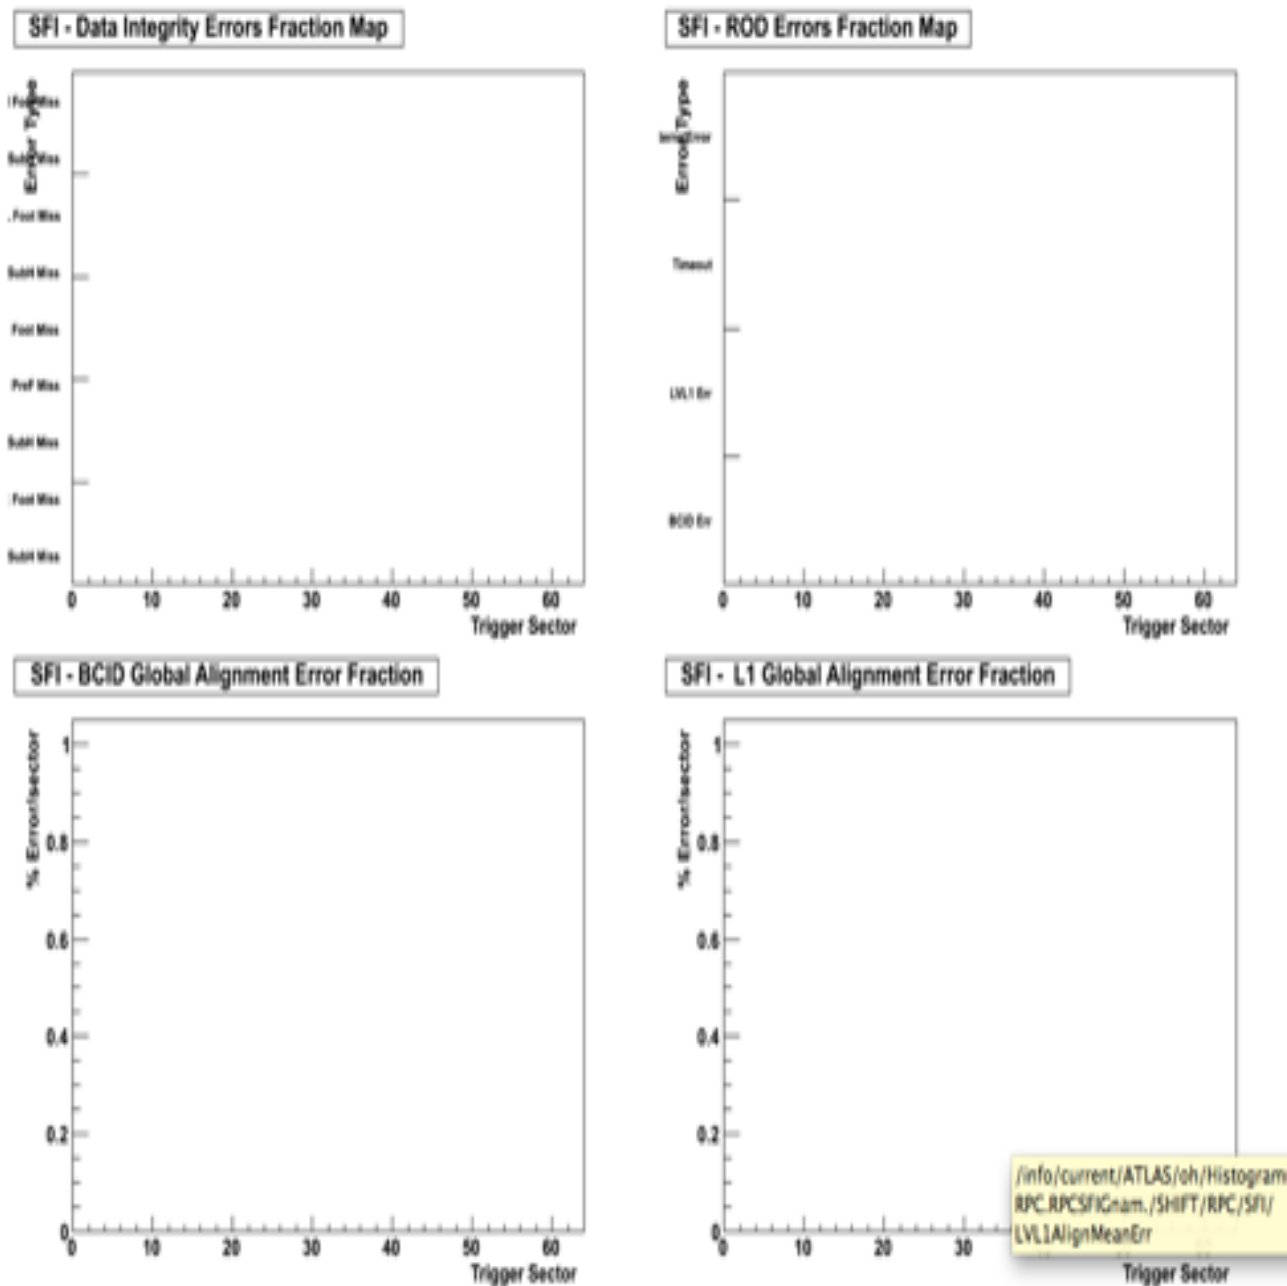 SFI - Data Integrity Errors Fraction Map
Error Type
Foot Miss
Miss
Foot Miss
SubH Miss
Foot Miss
PreF Miss
SubH Miss
Foot Miss
SubH Miss
0 10 20 30 40 50 60
Trigger Sector
SFI - ROD Errors Fraction Map
Error Type
Error
Timeout
LVL1 Err
BCID Err
0 10 20 30 40 50 60
Trigger Sector
SFI - BCID Global Alignment Error Fraction
% Error/sector
1
0.8
0.6
0.4
0.2
0
0 10 20 30 40 50 60
Trigger Sector
SFI - L1 Global Alignment Error Fraction
% Error/sector
1
0.8
0.6
0.4
0.2
0
0 10 20 30
Trigger Sector
/info/current/ATLAS/oh/Histogram
RPC.RPCSFIGnam./SHIFT/RPC/SFI/
LVL1AlignMeanErr